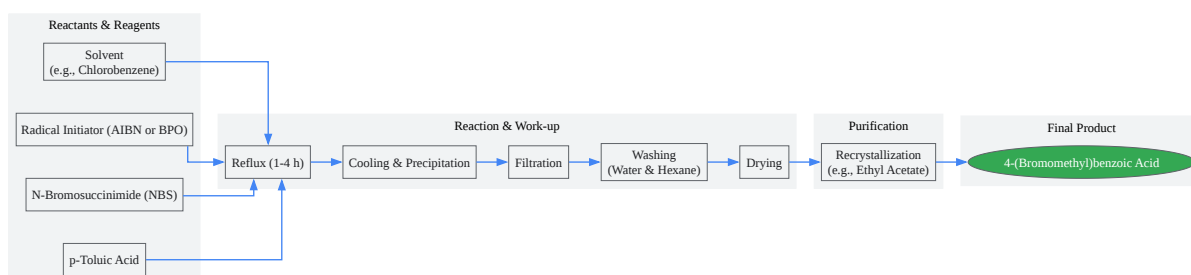 Reactants & Reagents
Solvent
(e.g., Chlorobenzene)
Radical Initiator (AIBN or BPO)
N-Bromosuccinimide (NBS)
p-Toluic Acid
Reaction & Work-up
Reflux (1-4 h)
Cooling & Precipitation
Filtration
Washing
(Water & Hexane)
Drying
Purification
Recrystallization
(e.g., Ethyl Acetate)
Final Product
4-(Bromomethyl)benzoic Acid